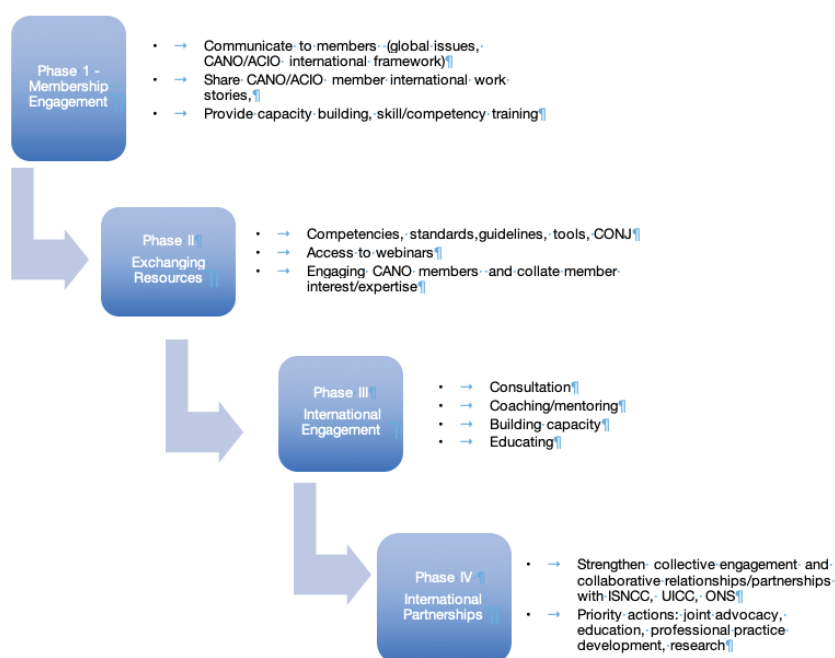 Phase 1 -
Membership
Engagement ¶
• → Communicate to members (global issues,
CANO/ACIO international framework)¶
• → Share CANO/ACIO member international work
stories,¶
• → Provide capacity building, skill/competency training¶
Phase II¶
Exchanging
Resources ¶
• → Competencies, standards,guidelines, tools, CONJ¶
• → Access to webinars¶
• → Engaging CANO members and collate member
interest/expertise¶
Phase III¶
International
Engagement ¶
• → Consultation¶
• → Coaching/mentoring¶
• → Building capacity¶
• → Educating¶
Phase IV ¶
International
Partnerships ¶
• → Strengthen collective engagement and
collaborative relationships/partnerships
with ISNCC, UICC, ONS¶
• → Priority actions: joint advocacy,
education, professional practice
development, research¶